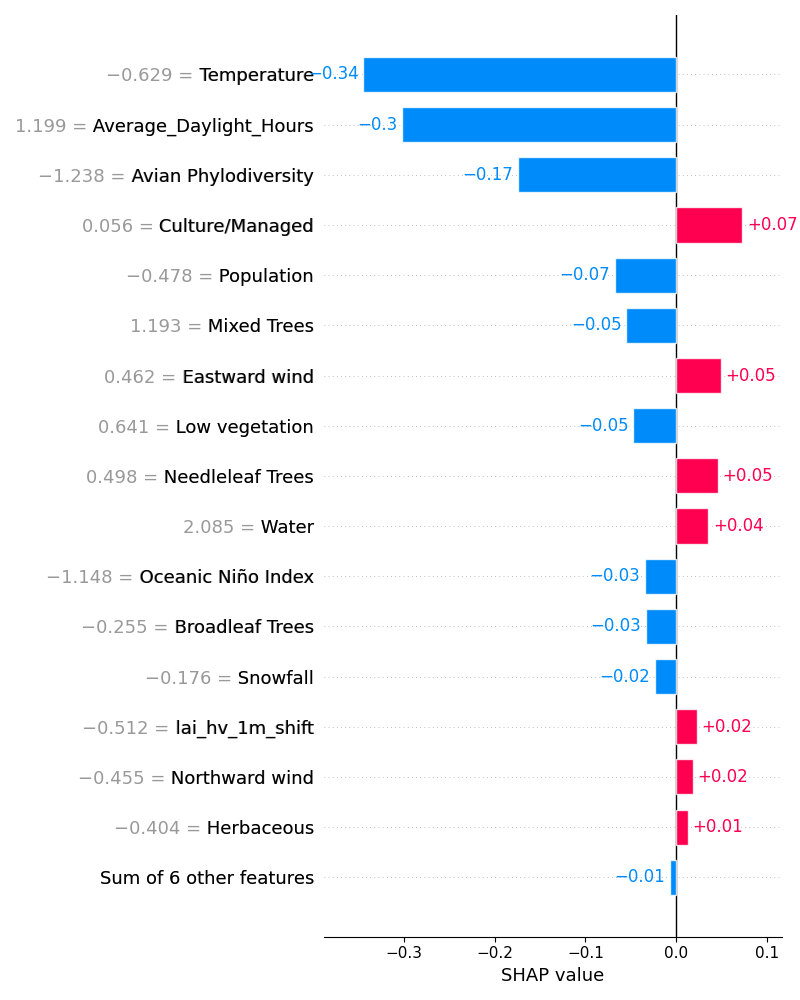 −0.629 = Temperature −0.34
1.199 = Average_Daylight_Hours −0.3
−1.238 = Avian Phylodiversity −0.17
0.056 = Culture/Managed +0.07
−0.478 = Population −0.07
1.193 = Mixed Trees −0.05
0.462 = Eastward wind +0.05
0.641 = Low vegetation −0.05
0.498 = Needleleaf Trees +0.05
2.085 = Water +0.04
−1.148 = Oceanic Niño Index −0.03
−0.255 = Broadleaf Trees −0.03
−0.176 = Snowfall −0.02
−0.512 = lai_hv_1m_shift +0.02
−0.455 = Northward wind +0.02
−0.404 = Herbaceous +0.01
Sum of 6 other features −0.01
−0.3 −0.2 −0.1 0.0 0.1
SHAP value